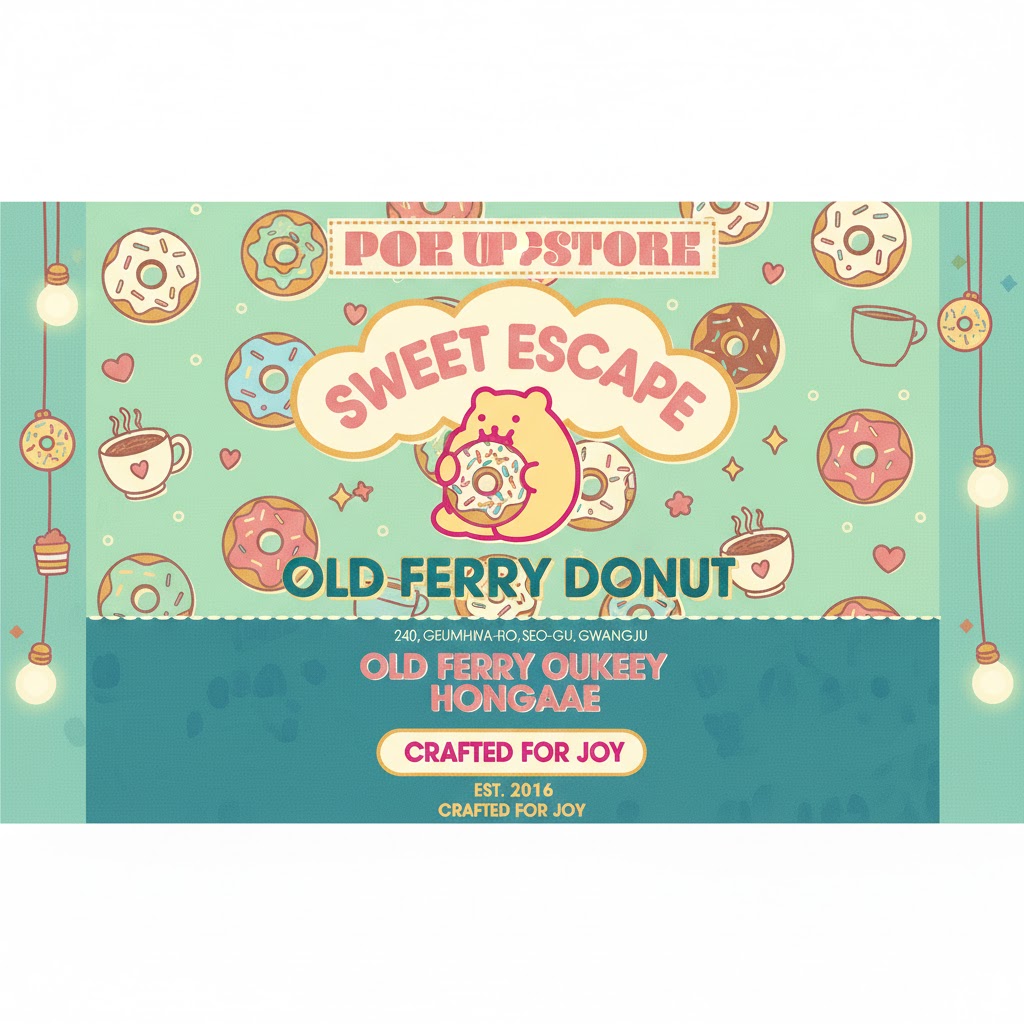 POP UP STORE
SWEET ESCAPE
OLD FERRY DONUT
240, GEUMHWA-RO, SEO-GU, GWANGJU
OLD FERRY OUKEEY
HONGAAE
CRAFTED FOR JOY
EST. 2016
CRAFTED FOR JOY